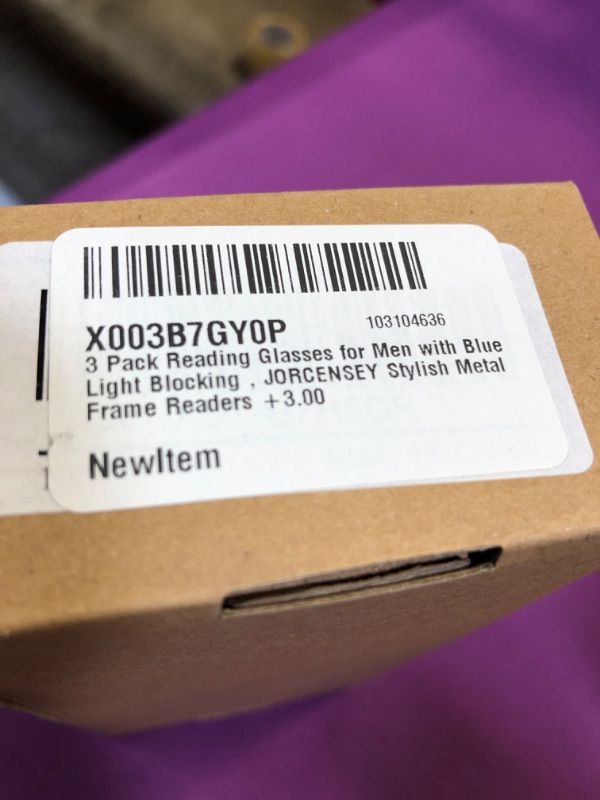 X003B7GY0P 103104636
3 Pack Reading Glasses for Men with Blue
Light Blocking , JORCENSEY Stylish Metal
Frame Readers +3.00
NewItem